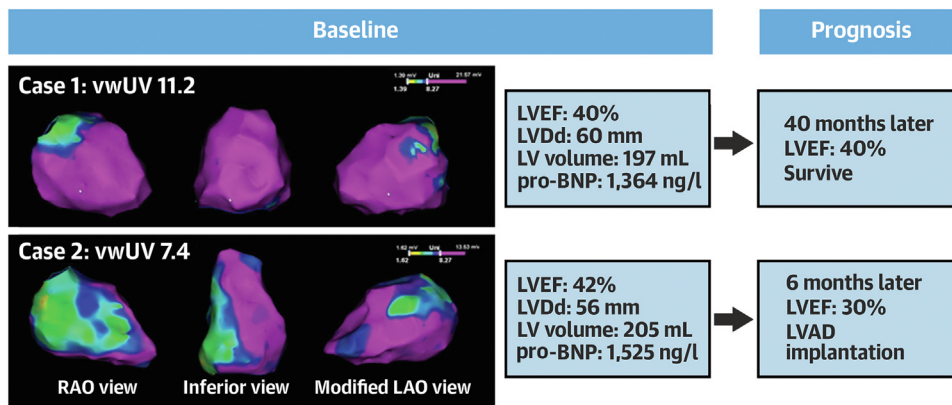 Baseline
Prognosis
Case 1: vwUV 11.2
1.39 mV Uni 21.57 mV
1.39 8.27
LVEF: 40%
LVDd: 60 mm
LV volume: 197 mL
pro-BNP: 1,364 ng/l
40 months later
LVEF: 40%
Survive
Case 2: vwUV 7.4
1.62 mV Uni 13.53 mV
1.62 8.27
RAO view
Inferior view
Modified LAO view
LVEF: 42%
LVDd: 56 mm
LV volume: 205 mL
pro-BNP: 1,525 ng/l
6 months later
LVEF: 30%
LVAD
implantation